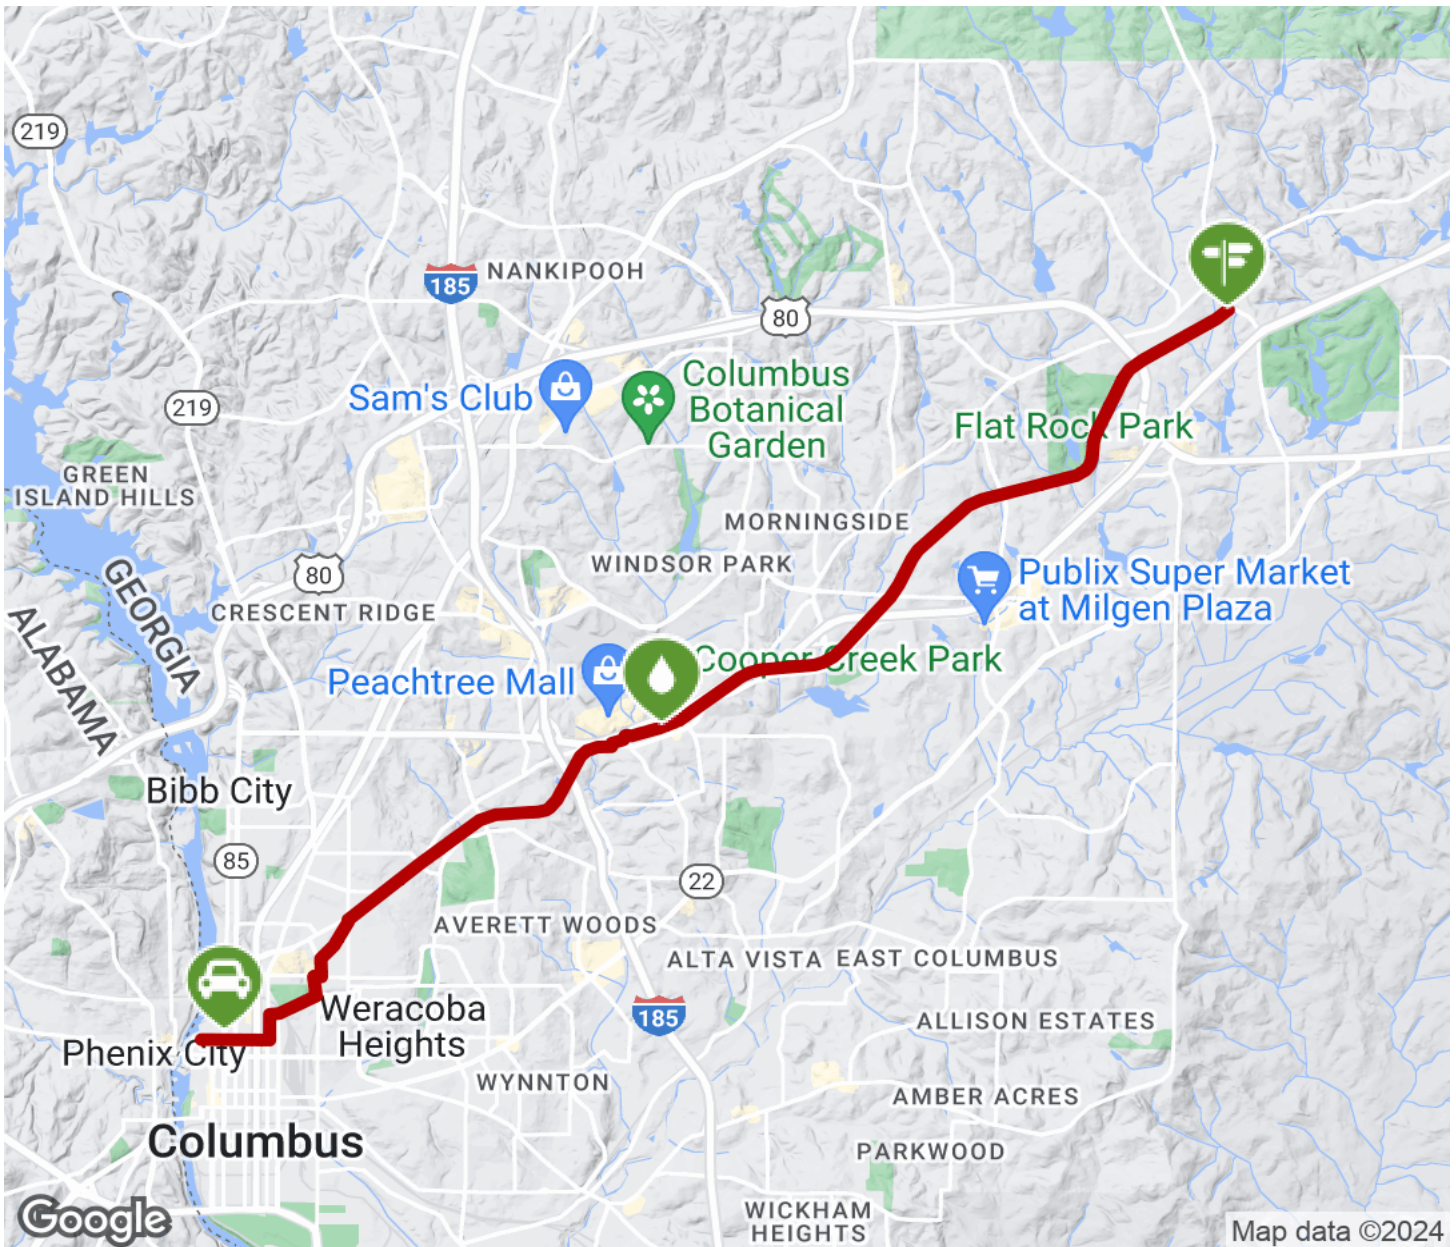 219
185
NANKIPOOH
80
Sam's Club
Columbus
Botanical
Garden
219
Flat Rock Park
GREEN
ISLAND HILLS
MORNINGSIDE
WINDSOR PARK
80
GEORGIA
CRESCENT RIDGE
Publix Super Market
at Milgen Plaza
ALABAMA
Peachtree Mall
Cooper Creek Park
Bibb City
85
22
AVERETT WOODS
ALTA VISTA
EAST COLUMBUS
Weracoba
Heights
185
ALLISON ESTATES
Phenix City
WYNNTON
AMBER ACRES
Columbus
PARKWOOD
WICKHAM
HEIGHTS
Google
Map data ©2024